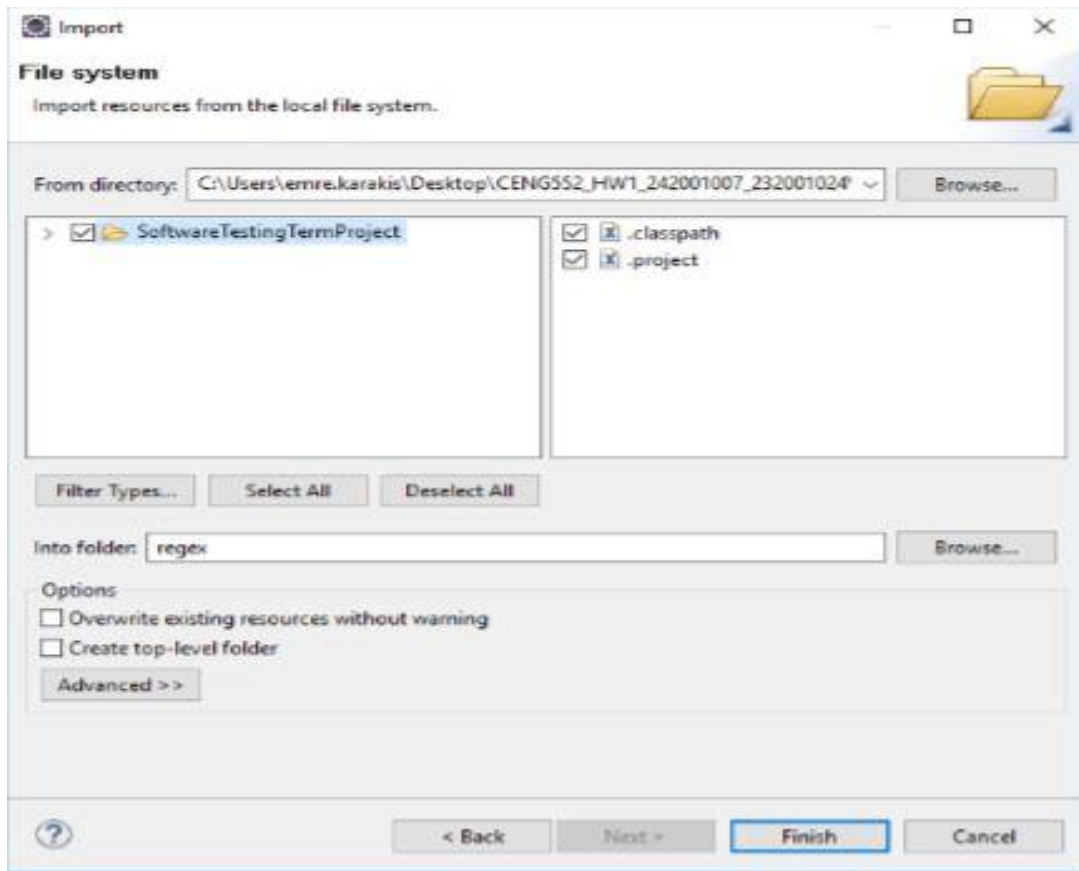 Import
File system
Import resources from the local file system.
From directory: C:\Users\emre.karakis\Desktop\CENG552_HW1_242001007_232001024\ Browse...
SoftwareTestingTermProject
.classpath
.project
Filter Types... Select All Deselect All
Into folder: regex Browse...
Options
Overwrite existing resources without warning
Create top-level folder
Advanced >>
? < Back Next > Finish Cancel